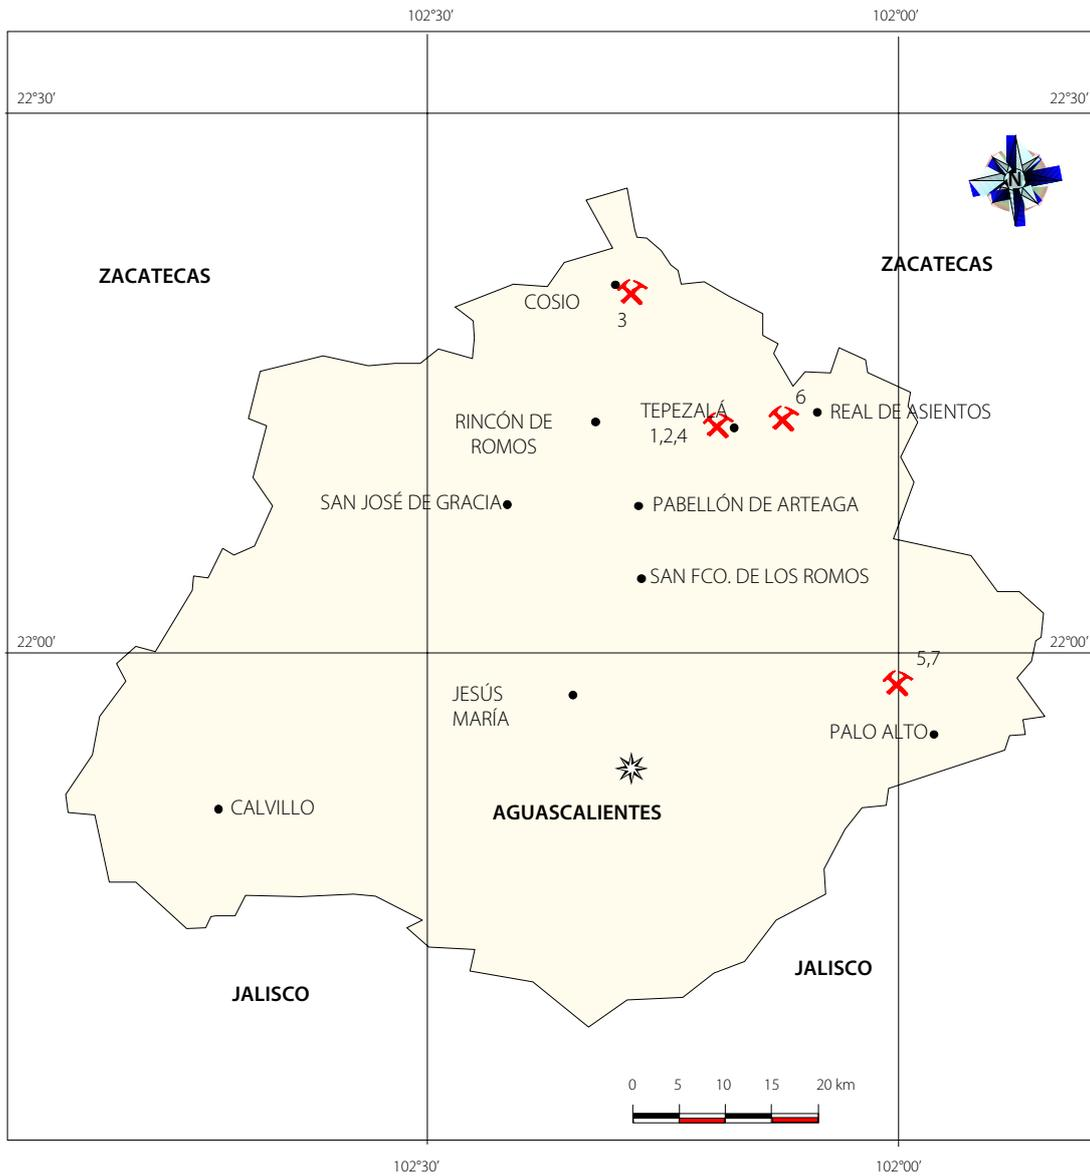 102°30’
102°00’
22°30’
22°30’
N
ZACATECAS
ZACATECAS
COSIO
3
6
TEPEZALÁ
REAL DE ASIENTOS
RINCÓN DE
ROMOS
1,2,4
SAN JOSÉ DE GRACIA
PABELLÓN DE ARTEAGA
SAN FCO. DE LOS ROMOS
22°00’
22°00’
5,7
JESÚS
MARÍA
PALO ALTO
CALVILLO
AGUASCALIENTES
JALISCO
JALISCO
0 5 10 15 20 km
102°30’
102°00’